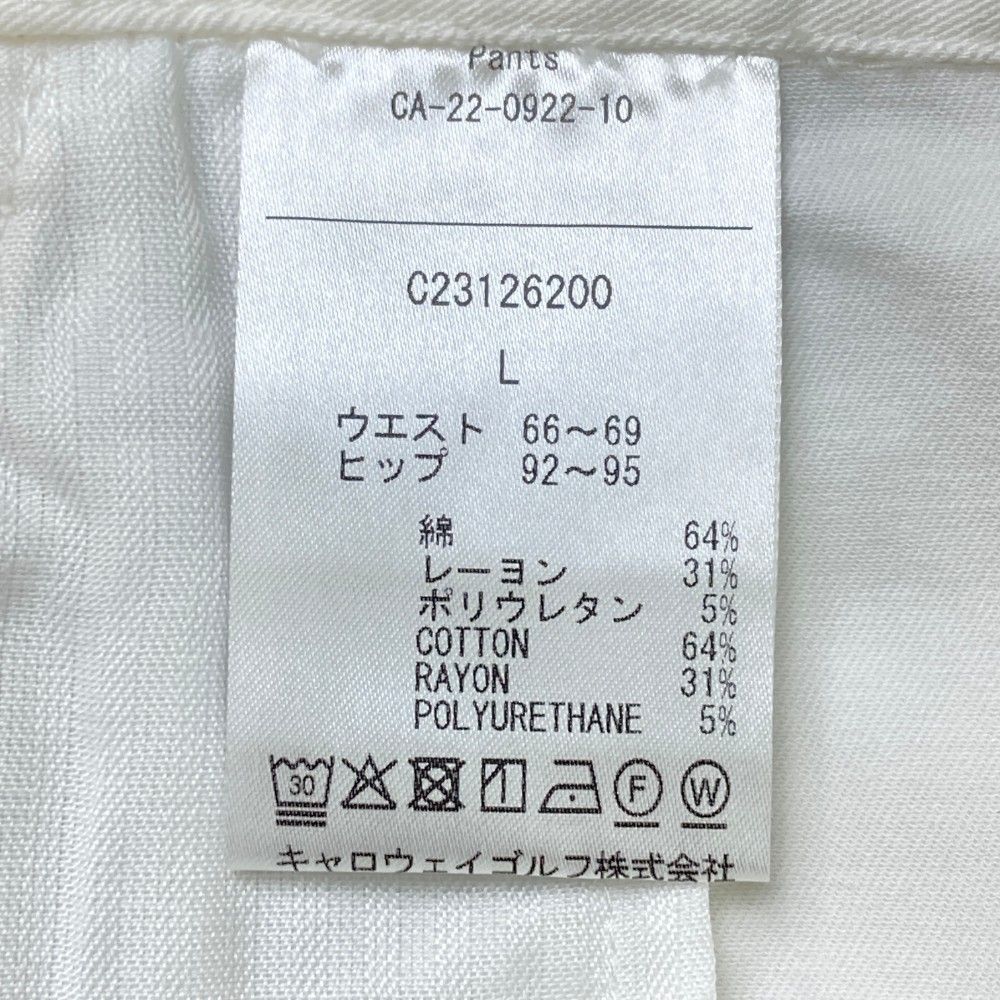 Pants
CA-22-0922-10
C23126200
L
ウエスト 66～69
ヒップ 92～95
綿 64%
レーヨン 31%
ポリウレタン 5%
COTTON 64%
RAYON 31%
POLYURETHANE 5%
30 F W
キャロウェイゴルフ株式会社